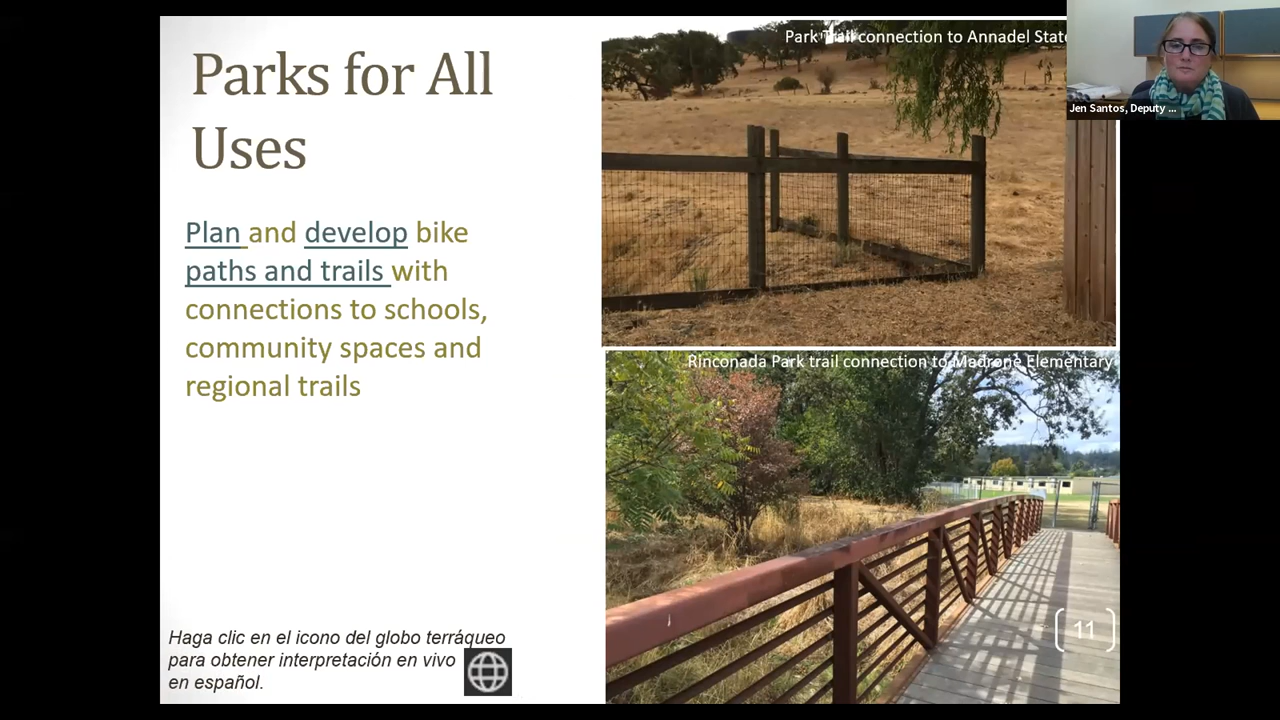 Parks for All
Uses
Plan and develop bike
paths and trails with
connections to schools,
community spaces and
regional trails
Haga clic en el icono del globo terráqueo
para obtener interpretación en vivo
en español.
Park Trail connection to Annadel State
Rinconada Park trail connection to Madrone Elementary
11
Jen Santos, Deputy ...